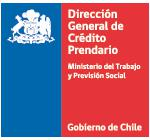 Dirección
General de
Crédito
Prendario
Ministerio del Trabajo
y Previsión Social
Gobierno de Chile